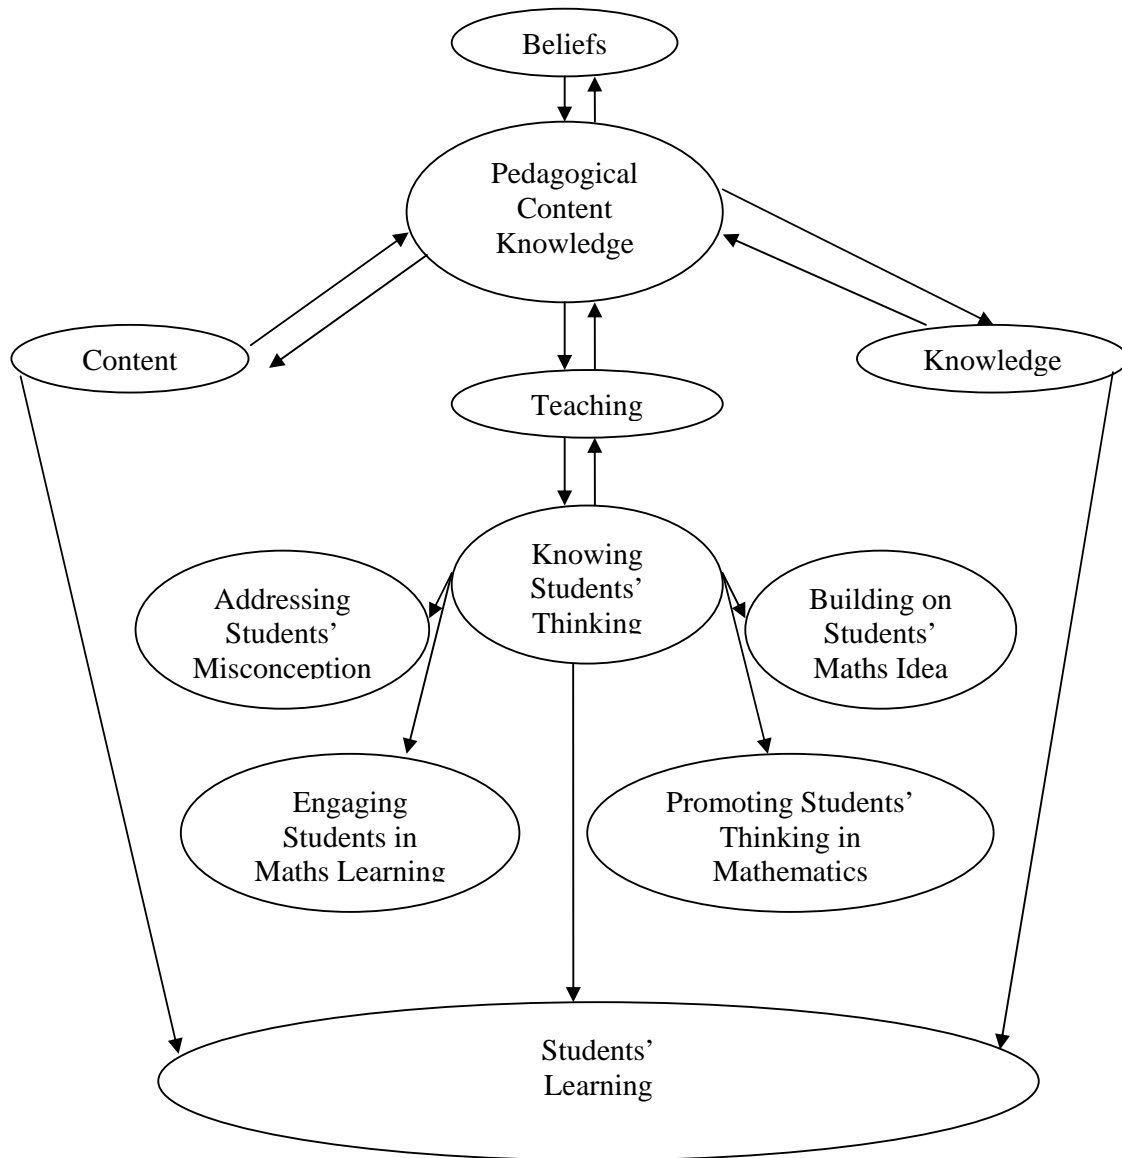 Beliefs
Pedagogical
Content
Knowledge
Content
Knowledge
Teaching
Knowing
Students’
Thinking
Addressing
Students’
Misconception
Building on
Students’
Maths Idea
Engaging
Students in
Maths Learning
Promoting Students’
Thinking in
Mathematics
Students’
Learning